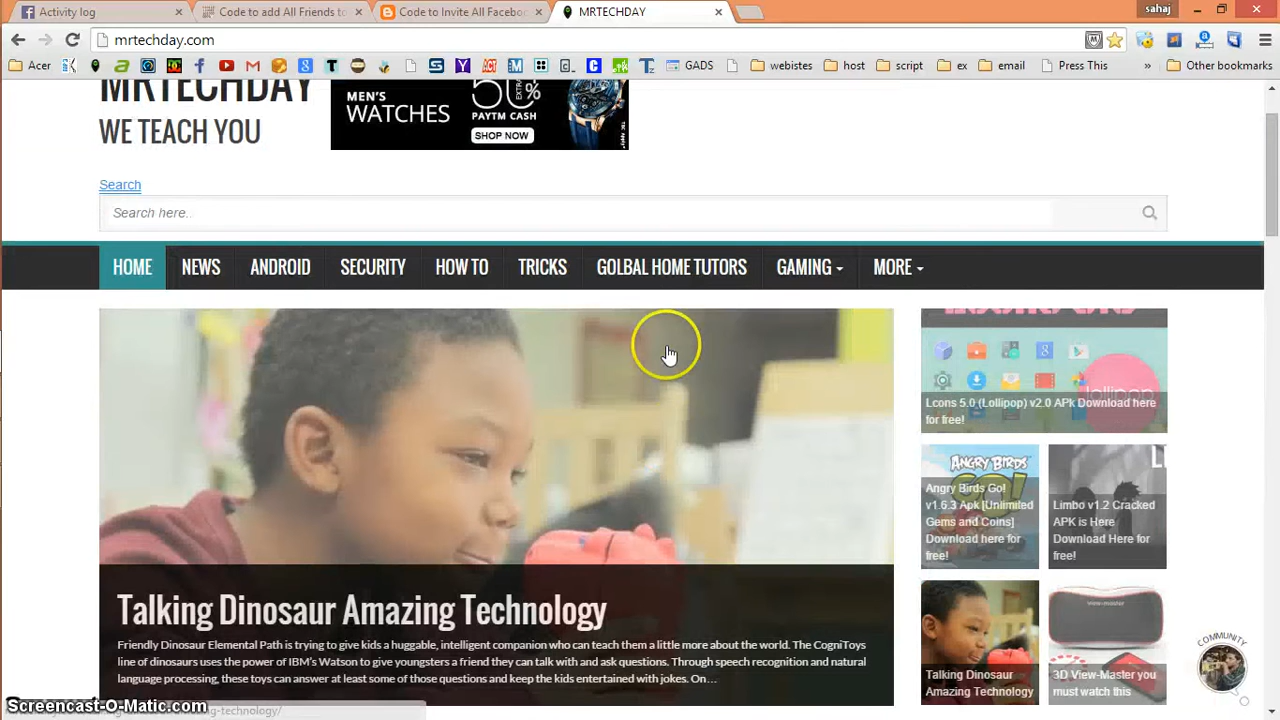 Activity log
Code to add All Friends to
Code to Invite All Faceboo
MRTECHDAY
sahaj
mrtechday.com
Acer
GADS
webistes
host
script
ex
email
Press This
Other bookmarks
MRTECHDAY
WE TEACH YOU
MEN'S
WATCHES
50%
EXTRA
PAYTM CASH
SHOP NOW
Search
Search here..
HOME
NEWS
ANDROID
SECURITY
HOW TO
TRICKS
GOLBAL HOME TUTORS
GAMING
MORE
Talking Dinosaur Amazing Technology
Friendly Dinosaur Elemental Path is trying to give kids a huggable, intelligent companion who can teach them a little more about the world. The CogniToys
line of dinosaurs uses the power of IBM's Watson to give youngsters a friend they can talk with and ask questions. Through speech recognition and natural
language processing, these toys can answer at least some of those questions and keep the kids entertained with jokes. On…
Lcons 5.0 (Lollipop) v2.0 APk Download here
for free!
ANGRY BIRDS
GO!
Angry Birds Go!
v1.6.3 Apk [Unlimited
Gems and Coins]
Download here for
free!
Limbo v1.2 Cracked
APK is Here
Download Here for
free!
Talking Dinosaur
Amazing Technology
view-master
3D View-Master you
must watch this
COMMUNITY
Screencast-O-Matic.com